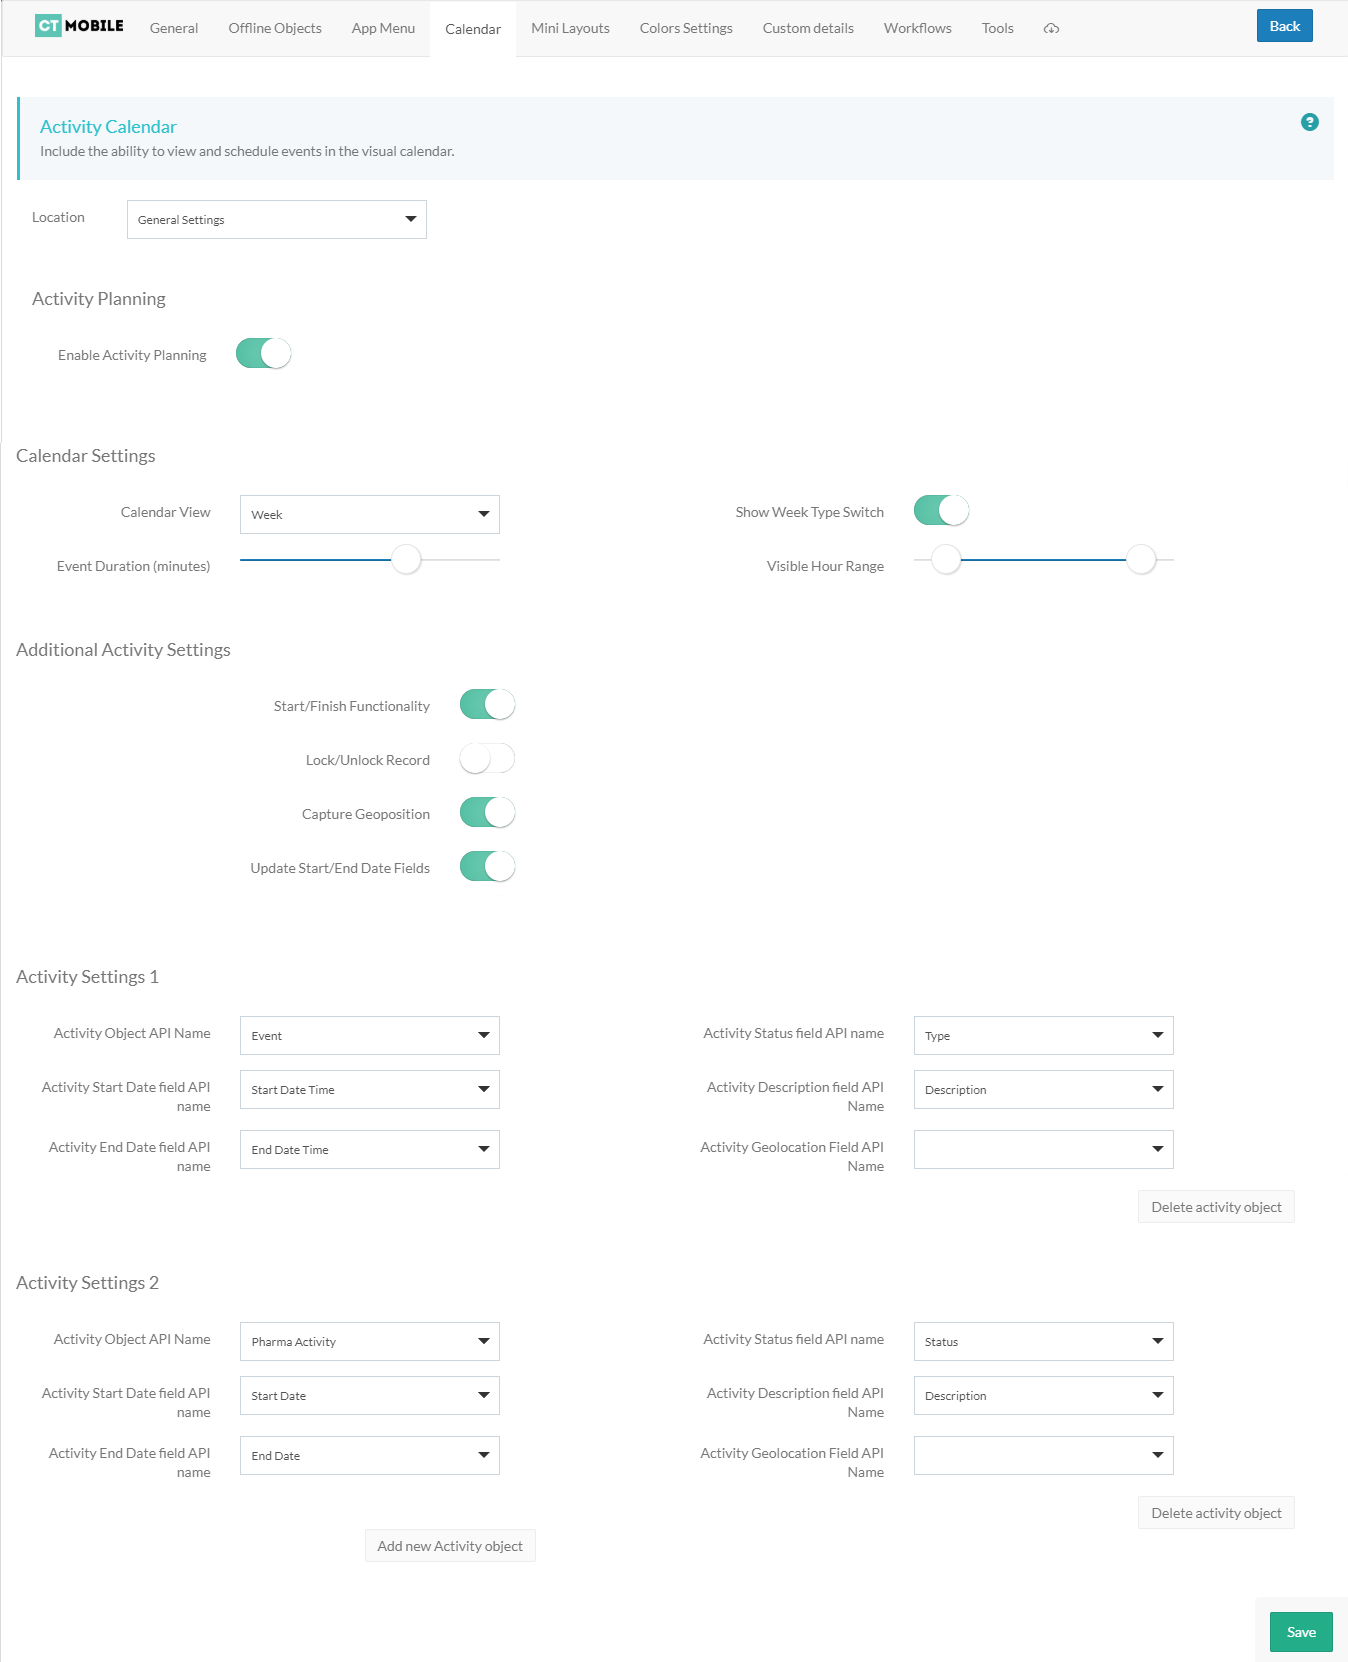 CT MOBILE General Offline Objects App Menu Calendar Mini Layouts Colors Settings Custom details Workflows Tools Back
Activity Calendar
?
Include the ability to view and schedule events in the visual calendar.
Location General Settings
Activity Planning
Enable Activity Planning
Calendar Settings
Calendar View Week Show Week Type Switch
Event Duration (minutes) Visible Hour Range
Additional Activity Settings
Start/Finish Functionality
Lock/Unlock Record
Capture Geoposition
Update Start/End Date Fields
Activity Settings 1
Activity Object API Name Event Activity Status field API name Type
Activity Start Date field API Start Date Time Activity Description field API Description
name Name
Activity End Date field API End Date Time Activity Geolocation Field API
name Name
Delete activity object
Activity Settings 2
Activity Object API Name Pharma Activity Activity Status field API name Status
Activity Start Date field API Start Date Activity Description field API Description
name Name
Activity End Date field API End Date Activity Geolocation Field API
name Name
Delete activity object
Add new Activity object
Save